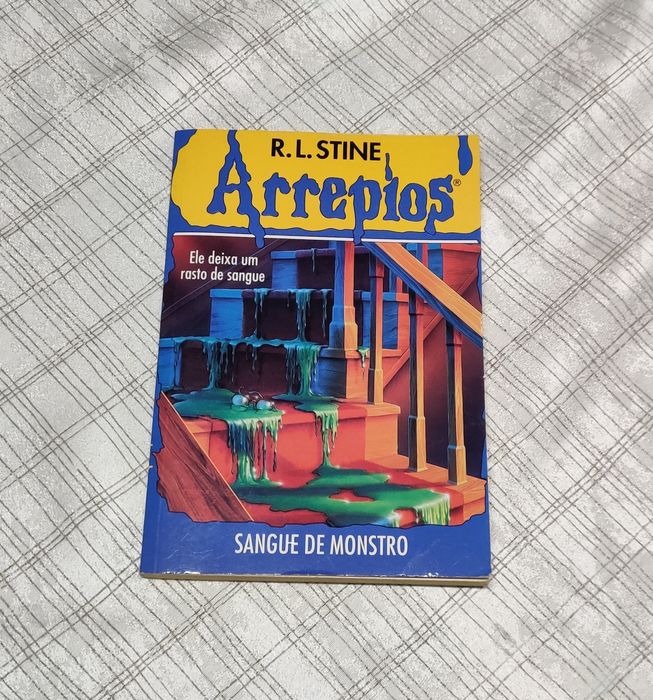 R. L. STINE
Arrepios®
Ele deixa um
rasto de sangue
SANGUE DE MONSTRO